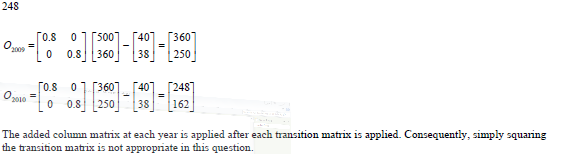 248
O₂₀₀₉ = [0.8 0; 0 0.8] [500; 360] − [40; 38] = [360; 250]
O₂₀₁₀ = [0.8 0; 0 0.8] [360; 250] − [40; 38] = [248; 162]
The added column matrix at each year is applied after each transition matrix is applied. Consequently, simply squaring
the transition matrix is not appropriate in this question.